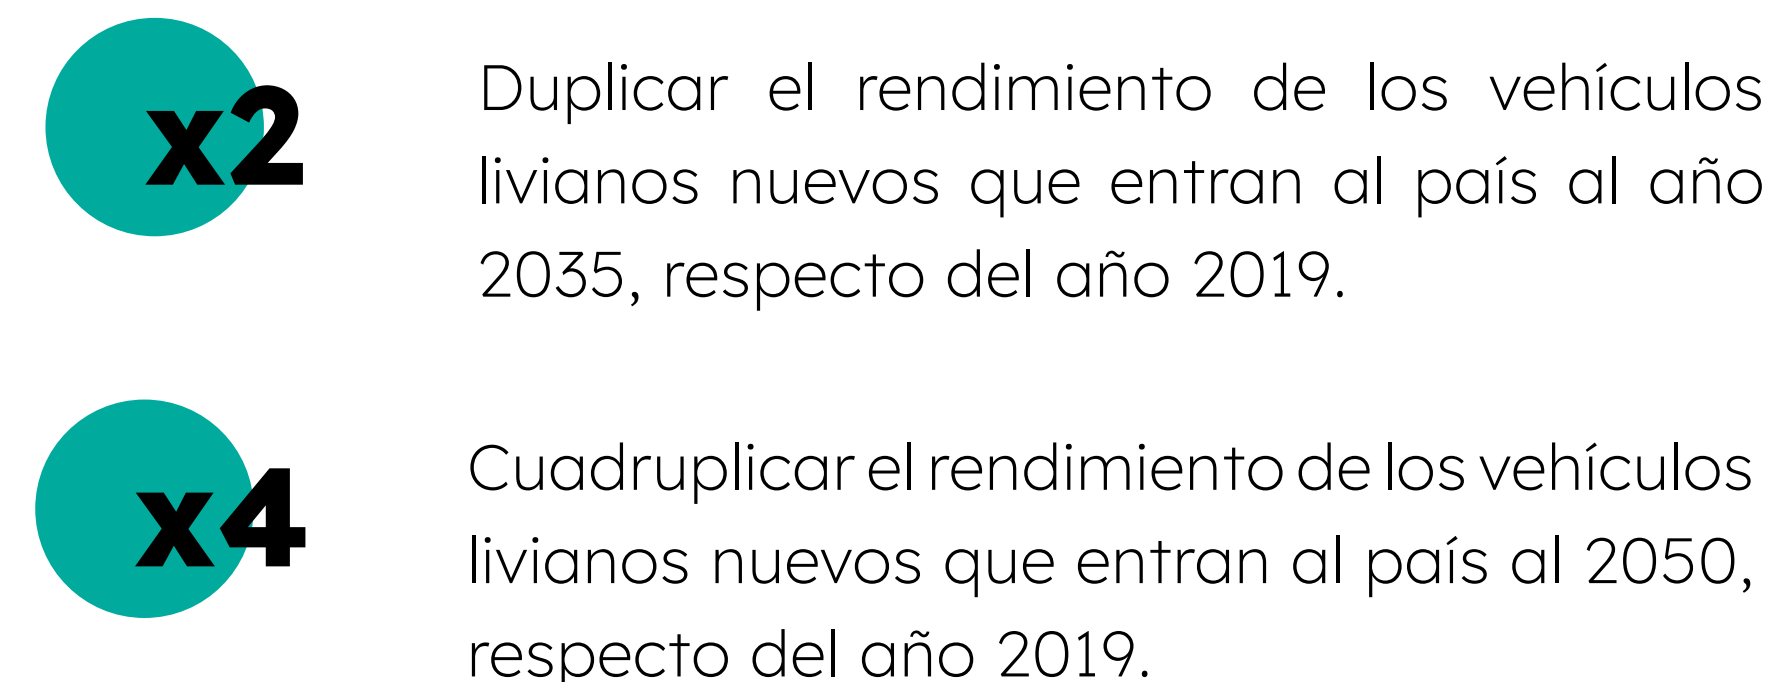 x2
Duplicar el rendimiento de los vehículos
livianos nuevos que entran al país al año
2035, respecto del año 2019.
x4
Cuadruplicar el rendimiento de los vehículos
livianos nuevos que entran al país al 2050,
respecto del año 2019.